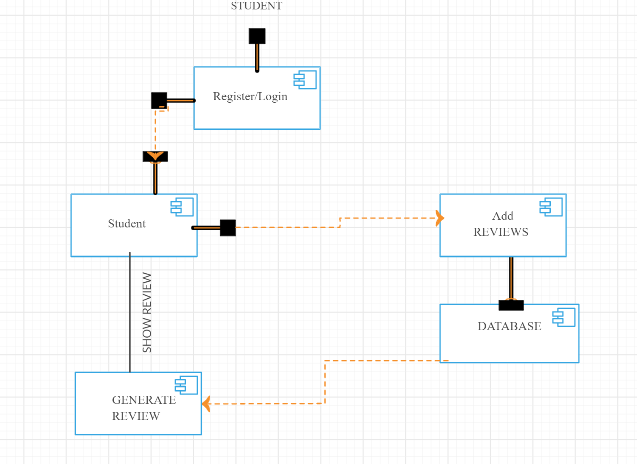 STUDENT
Register/Login
Student
Add
REVIEWS
SHOW REVIEW
DATABASE
GENERATE
REVIEW